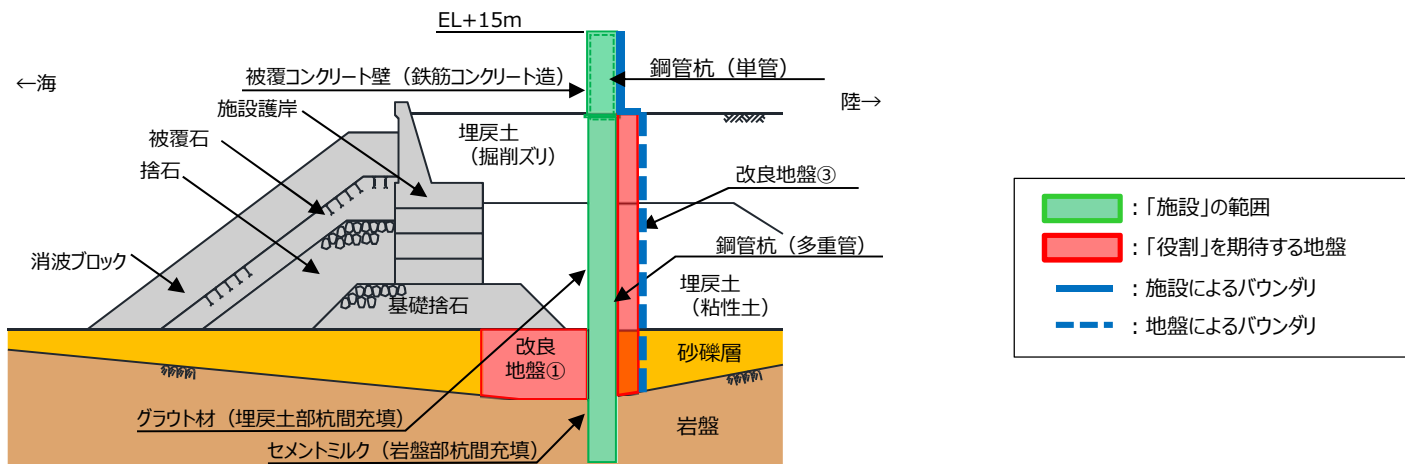 EL+15m
←海
被覆コンクリート壁（鉄筋コンクリート造）
鋼管杭（単管）
陸→
施設護岸
被覆石
埋戻土
（掘削ズリ）
捨石
改良地盤③
鋼管杭（多重管）
消波ブロック
埋戻土
（粘性土）
基礎捨石
改良
地盤①
砂礫層
グラウト材（埋戻土部杭間充填）
岩盤
セメントミルク（岩盤部杭間充填）
：「施設」の範囲
：「役割」を期待する地盤
：施設によるバウンダリ
：地盤によるバウンダリ